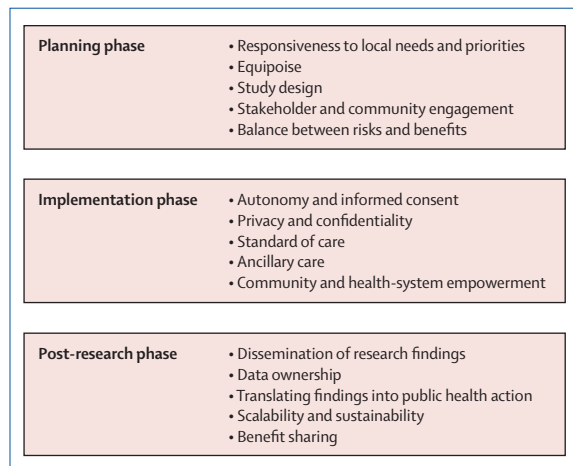 Planning phase
• Responsiveness to local needs and priorities
• Equipoise
• Study design
• Stakeholder and community engagement
• Balance between risks and benefits
Implementation phase
• Autonomy and informed consent
• Privacy and confidentiality
• Standard of care
• Ancillary care
• Community and health-system empowerment
Post-research phase
• Dissemination of research findings
• Data ownership
• Translating findings into public health action
• Scalability and sustainability
• Benefit sharing